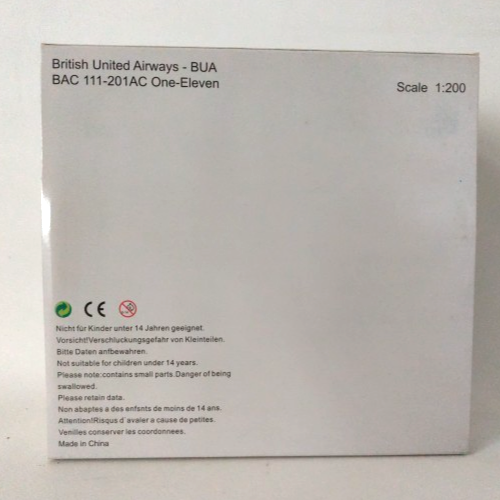 British United Airways - BUA
BAC 111-201AC One-Eleven
Scale 1:200
CE
Nicht für Kinder unter 14 Jahren geeignet.
Vorsicht!Verschluckungsgefahr von Kleinteilen.
Bitte Daten anfbewahren.
Not suitable for children under 14 years.
Please note:contains small parts.Danger of being
swallowed.
Please retain data.
Non abaptes a des enfsnts de moins de 14 ans.
Attention!Risqus d'avaler a cause de petites.
Venilles conserver les coordonnees.
Made in China